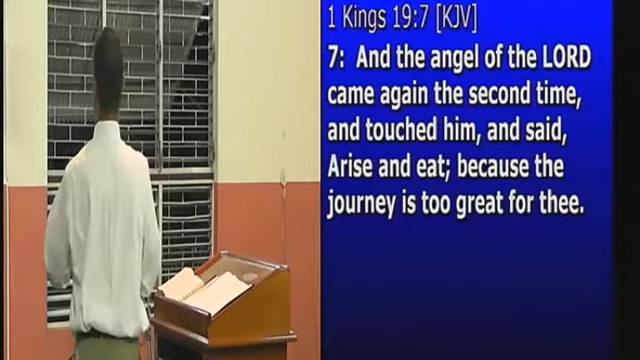 1 Kings 19:7 [KJV]
7:  And the angel of the LORD
came again the second time,
and touched him, and said,
Arise and eat; because the
journey is too great for thee.